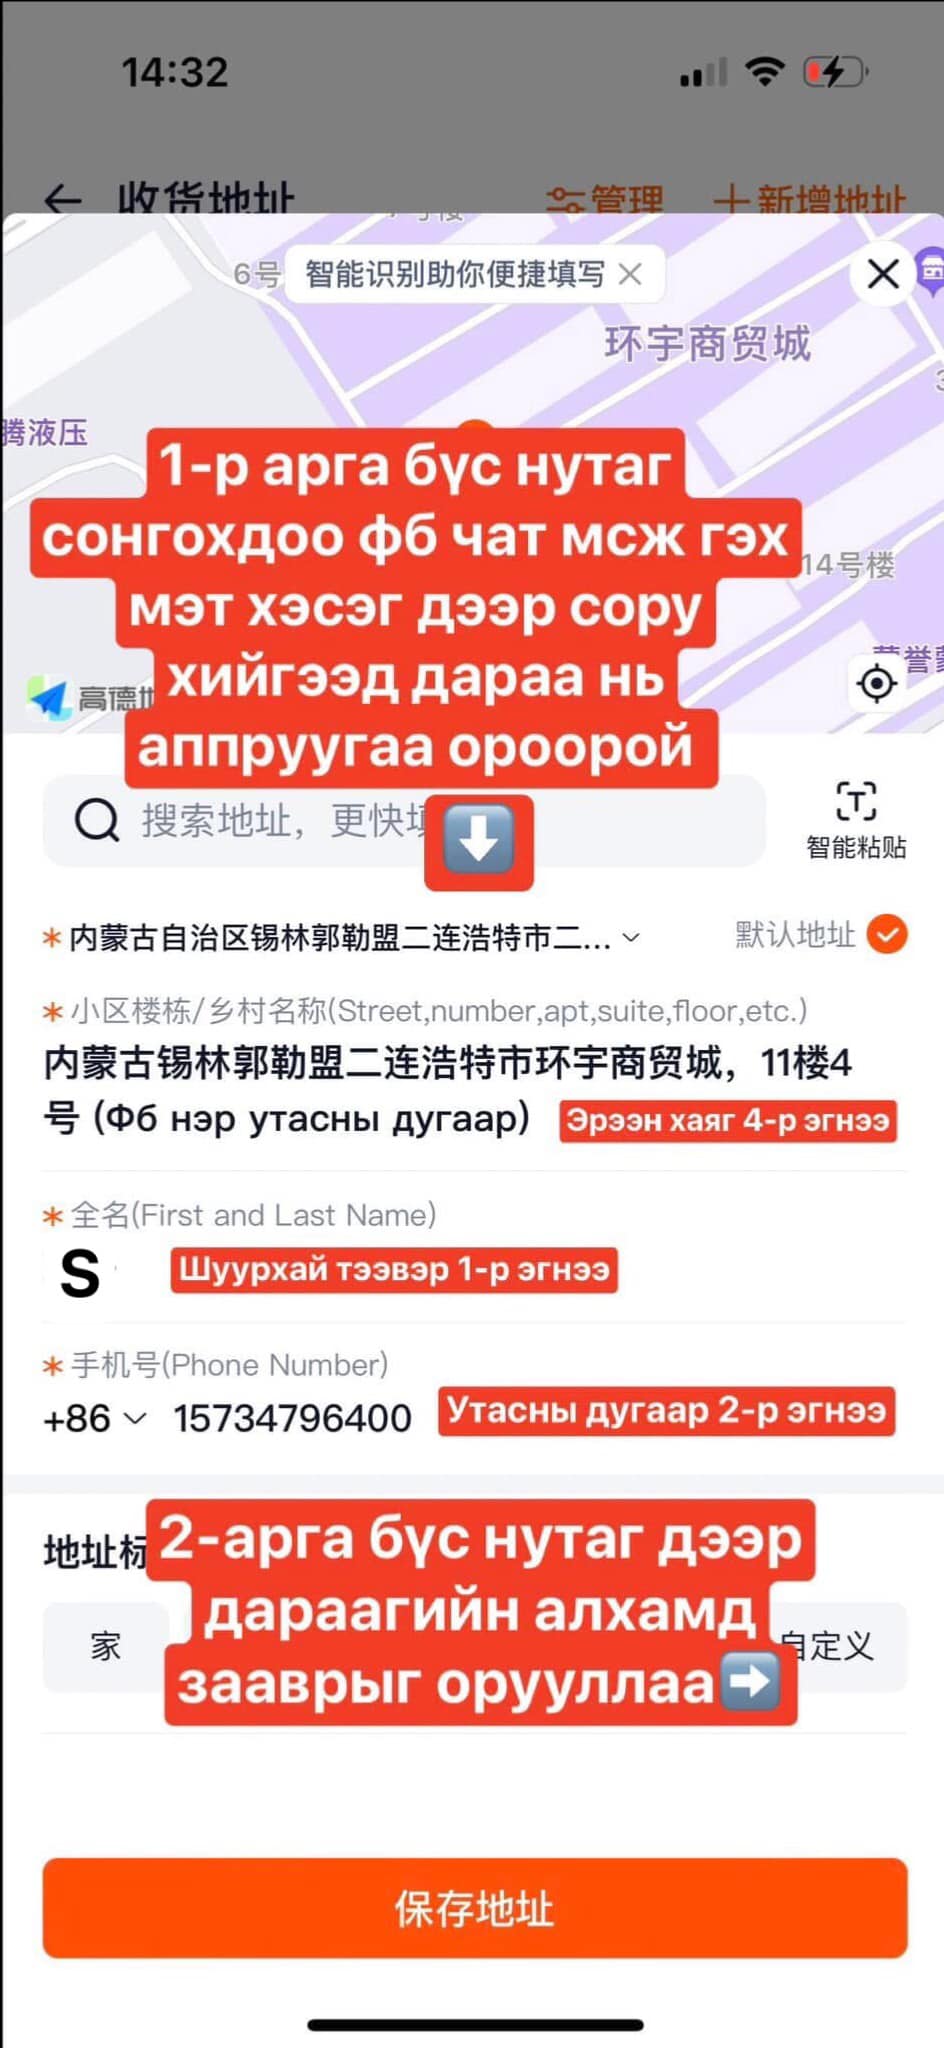 14:32
收货地址
管理
新增地址
6号
智能识别助你便捷填写
环宇商贸城
腾液压
1-р арга бүс нутаг
сонгохдоо фб чат мсж гэх
14号楼
мэт хэсэг дээр сору
хийгээд дараа нь
高德地
аппруугаа ороорой
搜索地址，更快
智能粘贴
*内蒙古自治区锡林郭勒盟二连浩特市二...
默认地址
*小区楼栋/乡村名称(Street,number,apt,suite,floor,etc.)
内蒙古锡林郭勒盟二连浩特市环宇商贸城，11楼4
号 (Фб нэр утасны дугаар)
Эрээн хаяг 4-р эгнээ
*全名(First and Last Name)
S
Шуурхай тээвэр 1-р эгнээ
*手机号(Phone Number)
+86 15734796400
Утасны дугаар 2-р эгнээ
地址标
2-арга бүс нутаг дээр
дараагийн алхамд
家
自定义
зааврыг орууллаа
保存地址